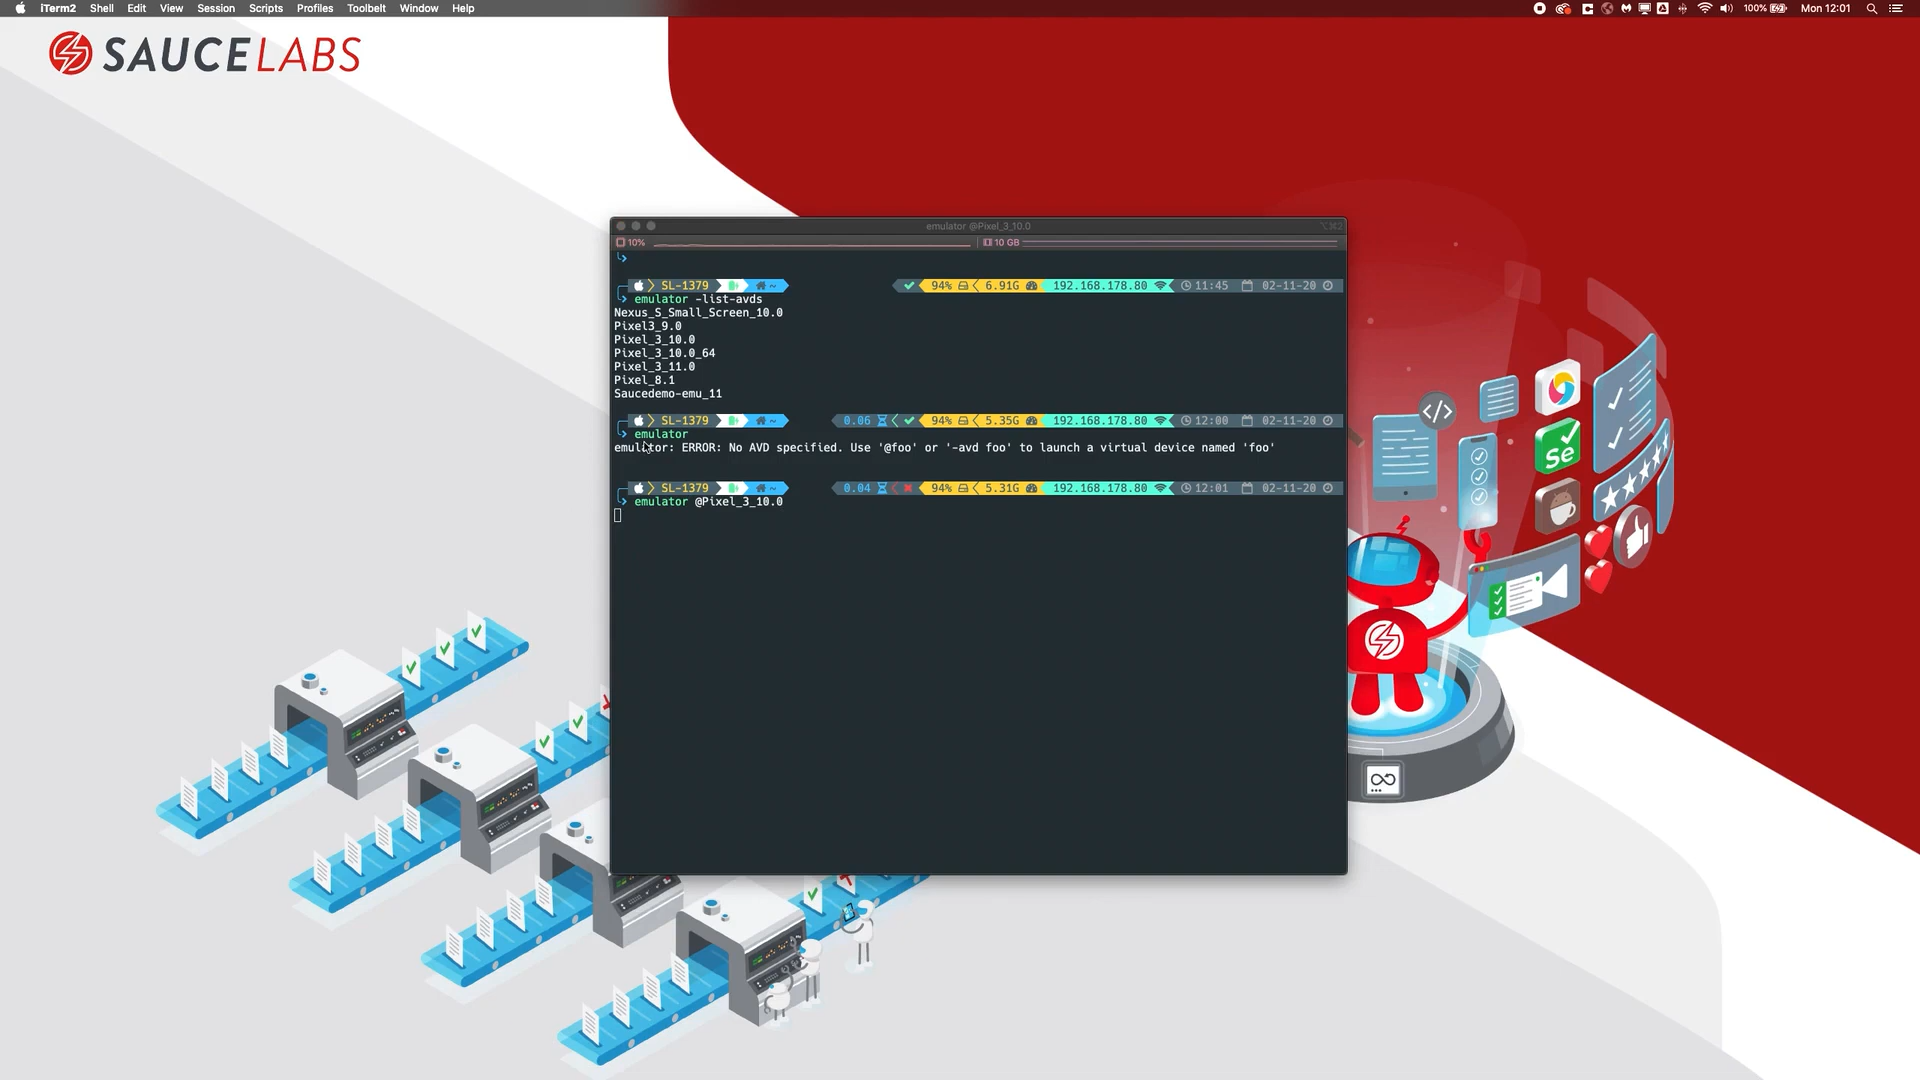 iTerm2 Shell Edit View Session Scripts Profiles Toolbelt Window Help 100% Mon 12:01
SAUCELABS
emulator @Pixel_3_10.0 ⌥⌘2
10% 10 GB
SL-1379 ~ 94% 6.91G 192.168.178.80 11:45 02-11-20
emulator -list-avds
Nexus_S_Small_Screen_10.0
Pixel3_9.0
Pixel_3_10.0
Pixel_3_10.0_64
Pixel_3_11.0
Pixel_8.1
Saucedemo-emu_11
SL-1379 ~ 0.06 94% 5.35G 192.168.178.80 12:00 02-11-20
emulator
emulator: ERROR: No AVD specified. Use '@foo' or '-avd foo' to launch a virtual device named 'foo'
SL-1379 ~ 0.04 94% 5.31G 192.168.178.80 12:01 02-11-20
emulator @Pixel_3_10.0
</>
Se